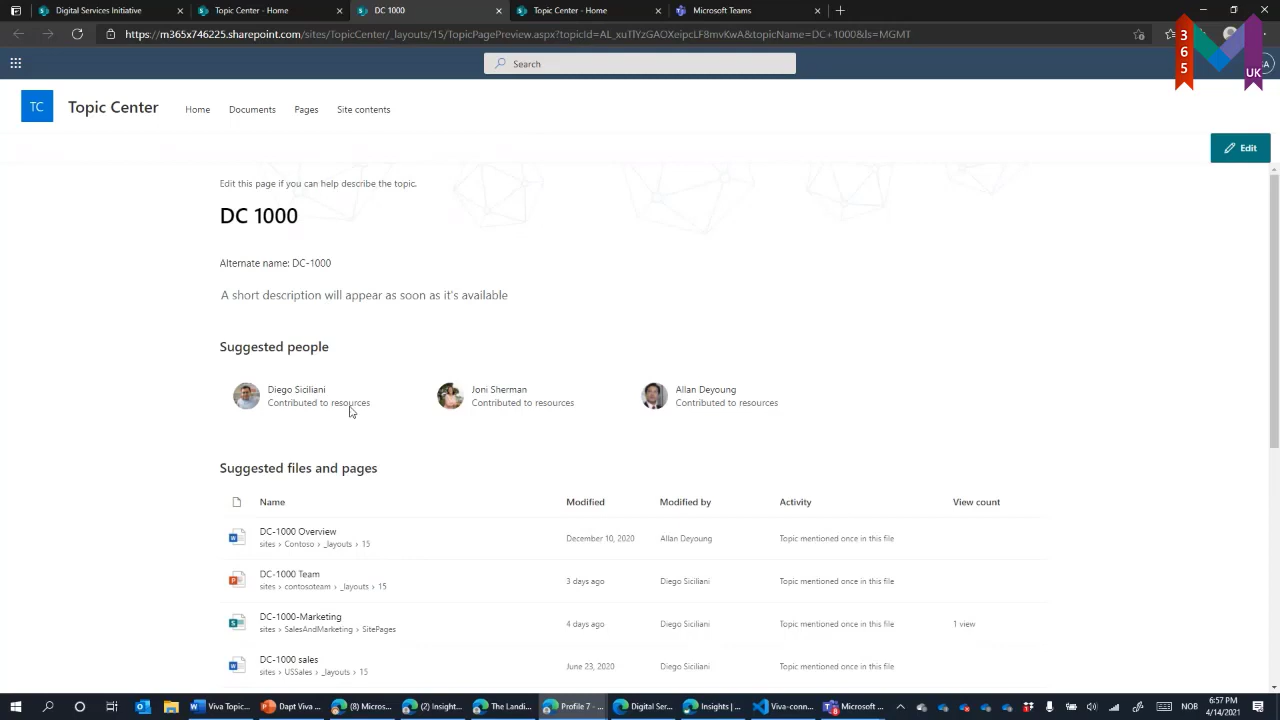 Digital Services Initiative
Topic Center - Home
DC 1000
Topic Center - Home
Microsoft Teams
https://m365x746225.sharepoint.com/sites/TopicCenter/_layouts/15/TopicPagePreview.aspx?topicId=AL_xuTlYzGAOXeipcLF8mvKwA&topicName=DC+1000&ls=MGMT
3
6
5
UK
Search
TC
Topic Center
Home
Documents
Pages
Site contents
Edit
Edit this page if you can help describe the topic.
DC 1000
Alternate name: DC-1000
A short description will appear as soon as it's available
Suggested people
Diego Siciliani
Contributed to resources
Joni Sherman
Contributed to resources
Allan Deyoung
Contributed to resources
Suggested files and pages
Name Modified Modified by Activity View count
DC-1000 Overview
sites > Contoso > _layouts > 15
December 10, 2020 Allan Deyoung Topic mentioned once in this file
DC-1000 Team
sites > contosoteam > _layouts > 15
3 days ago Diego Siciliani Topic mentioned once in this file
DC-1000-Marketing
sites > SalesAndMarketing > SitePages
4 days ago Diego Siciliani Topic mentioned once in this file 1 view
DC-1000 sales
sites > USSales > _layouts > 15
June 23, 2020 Diego Siciliani Topic mentioned once in this file
Viva Topic...
Dapt Viva ...
(8) Micros...
(2) Insight...
The Landi...
Profile 7 - ...
Digital Ser...
Insights | ...
Viva-conn...
Microsoft ...
NOB
6:57 PM
4/14/2021